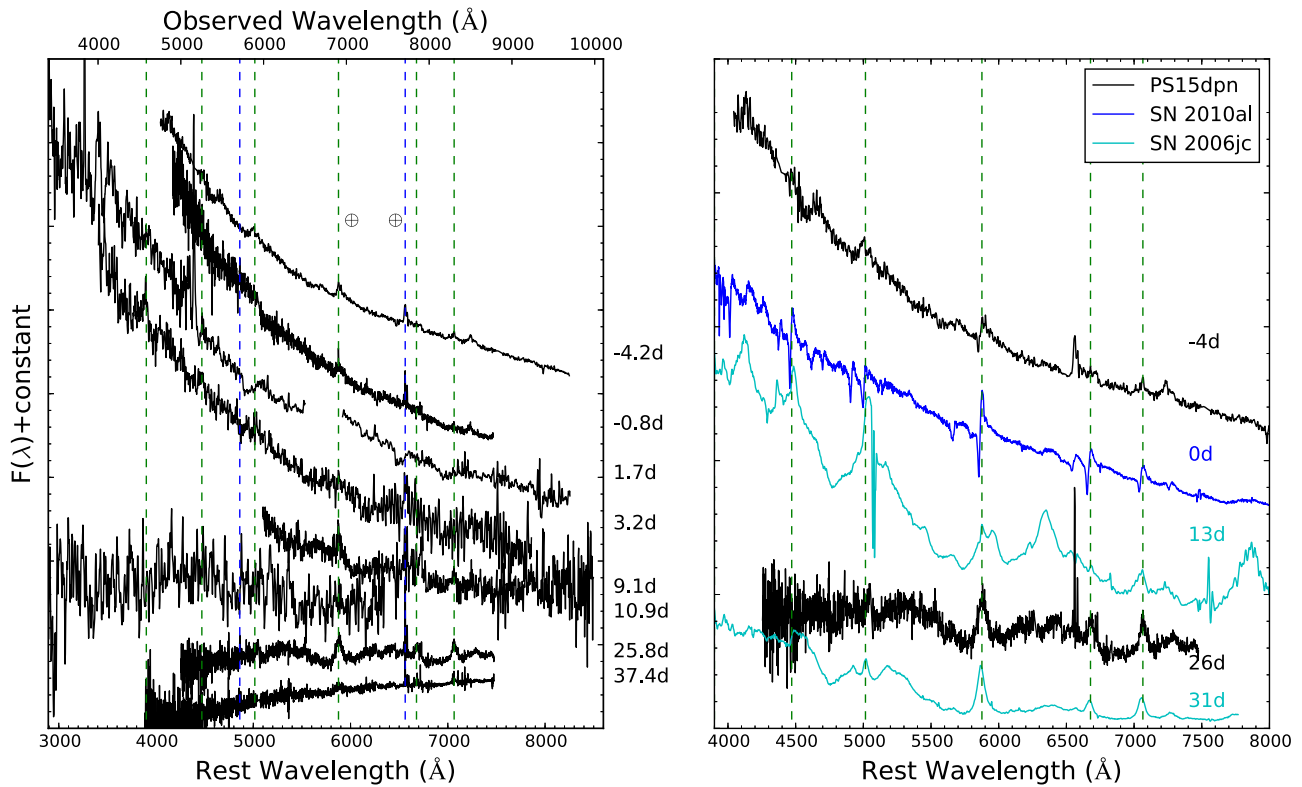 Observed Wavelength (Å)
4000 5000 6000 7000 8000 9000 10000
F(λ)+constant
-4.2d
-0.8d
1.7d
3.2d
9.1d
10.9d
25.8d
37.4d
3000 4000 5000 6000 7000 8000
Rest Wavelength (Å)
PS15dpn
SN 2010al
SN 2006jc
-4d
0d
13d
26d
31d
4000 4500 5000 5500 6000 6500 7000 7500 8000
Rest Wavelength (Å)